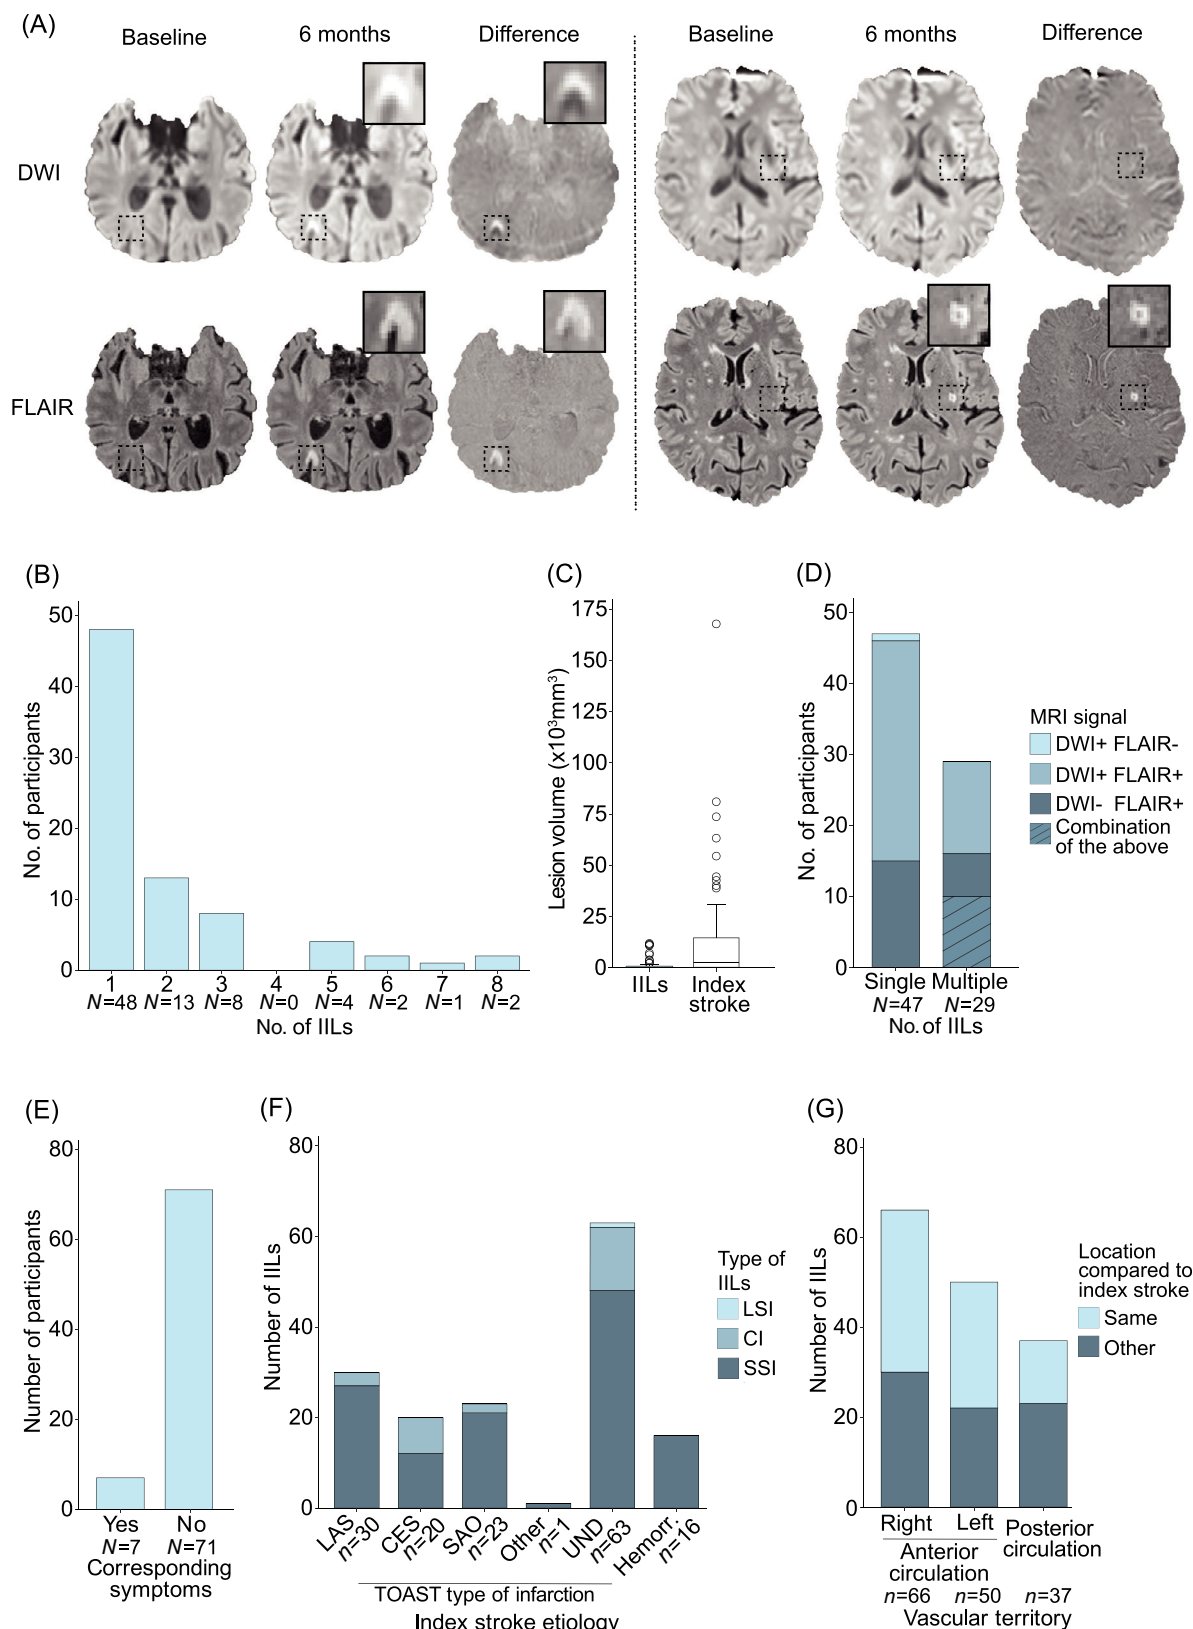 (A)
Baseline 6 months Difference Baseline 6 months Difference
DWI
FLAIR
(B)
No. of participants
50
40
30
20
10
0
1 2 3 4 5 6 7 8
N=48 N=13 N=8 N=0 N=4 N=2 N=1 N=2
No. of IILs
(C)
Lesion volume (x10³mm³)
175
150
125
100
75
50
25
0
IILs Index
stroke
(D)
No. of participants
50
40
30
20
10
0
Single Multiple
N=47 N=29
No. of IILs
MRI signal
DWI+ FLAIR-
DWI+ FLAIR+
DWI- FLAIR+
Combination
of the above
(E)
Number of participants
80
60
40
20
0
Yes No
N=7 N=71
Corresponding
symptoms
(F)
Number of IILs
80
60
40
20
0
LAS
n=30
CES
n=20
SAO
n=23
Other
n=1
UND
n=63
Hemorr.
n=16
TOAST type of infarction
Index stroke etiology
Type of
IILs
LSI
CI
SSI
(G)
Number of IILs
80
60
40
20
0
Right Left Posterior
circulation
Anterior
circulation
n=66 n=50 n=37
Vascular territory
Location
compared to
index stroke
Same
Other